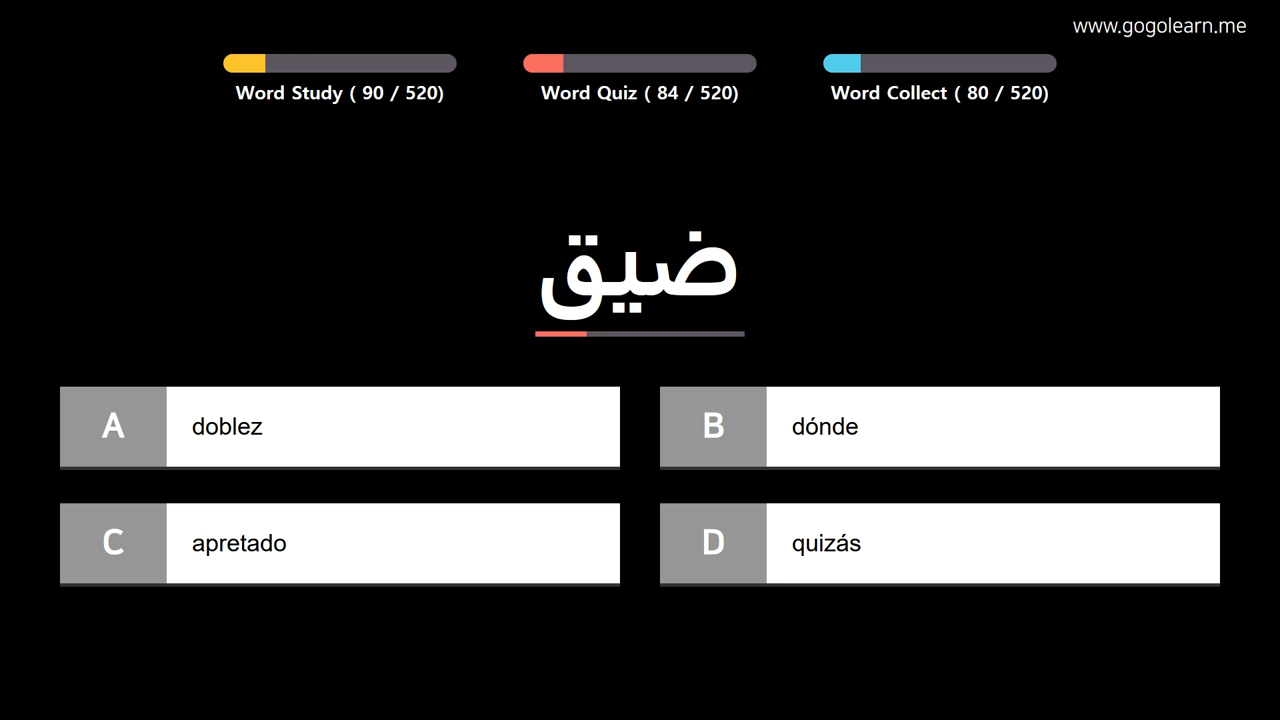 www.gogolearn.me
Word Study ( 90 / 520)
Word Quiz ( 84 / 520)
Word Collect ( 80 / 520)
ضيق
A doblez
B dónde
C apretado
D quizás